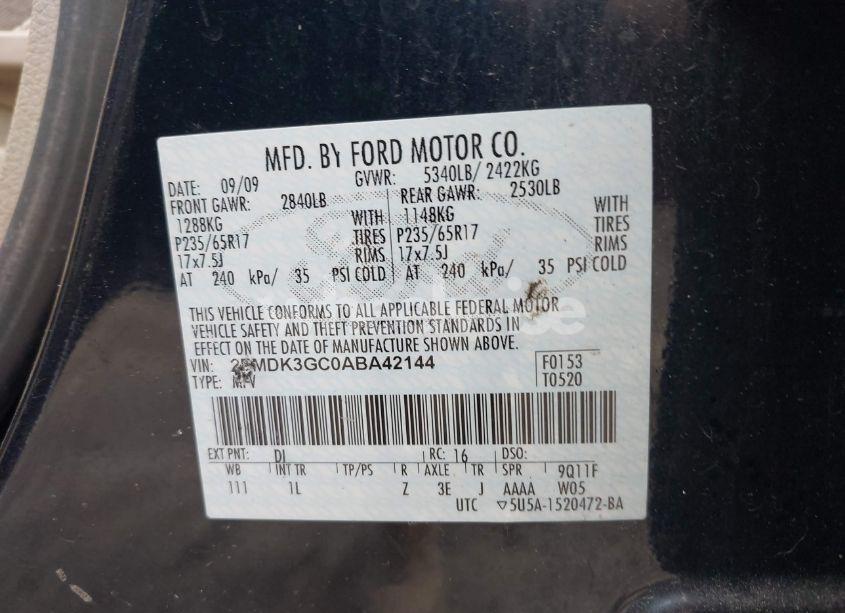 MFD. BY FORD MOTOR CO.
DATE: 09/09 GVWR: 5340LB/ 2422KG
FRONT GAWR: 2840LB REAR GAWR: 2530LB
1288KG WITH 1148KG WITH
P235/65R17 TIRES P235/65R17 TIRES
17x7.5J RIMS 17x7.5J RIMS
AT 240 kPa/ 35 PSI COLD AT 240 kPa/ 35 PSI COLD
THIS VEHICLE CONFORMS TO ALL APPLICABLE FEDERAL MOTOR
VEHICLE SAFETY AND THEFT PREVENTION STANDARDS IN
EFFECT ON THE DATE OF MANUFACTURE SHOWN ABOVE.
VIN: 2FMDK3GC0ABA42144 F0153
TYPE: MPV T0520
EXT PNT: DI RC: 16 DSO:
WB INT TR TP/PS R AXLE TR SPR 9Q11F
111 1L Z 3E J AAAA W05
UTC ▽5U5A-1520472-BA